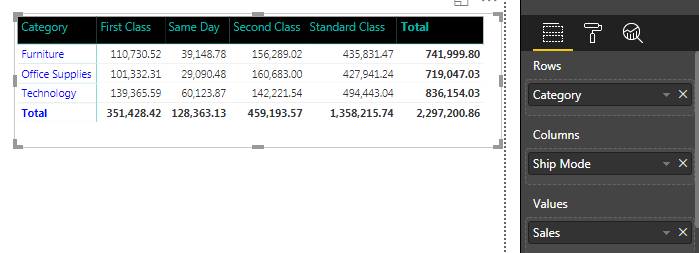 Category First Class Same Day Second Class Standard Class Total
Furniture 110,730.52 39,148.78 156,289.02 435,831.47 741,999.80
Office Supplies 101,332.31 29,090.48 160,683.00 427,941.24 719,047.03
Technology 139,365.59 60,123.87 142,221.54 494,443.04 836,154.03
Total 351,428.42 128,363.13 459,193.57 1,358,215.74 2,297,200.86
Rows
Category
Columns
Ship Mode
Values
Sales